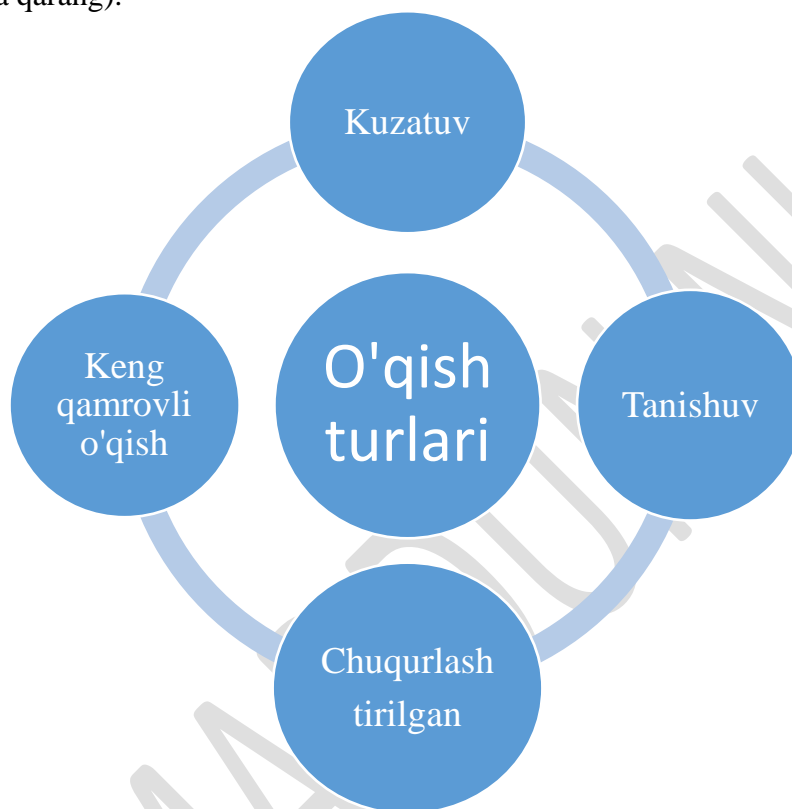 qarang).
Kuzatuv
Keng
qamrovli
o'qish
O'qish
turlari
Tanishuv
Chuqurlash
tirilgan